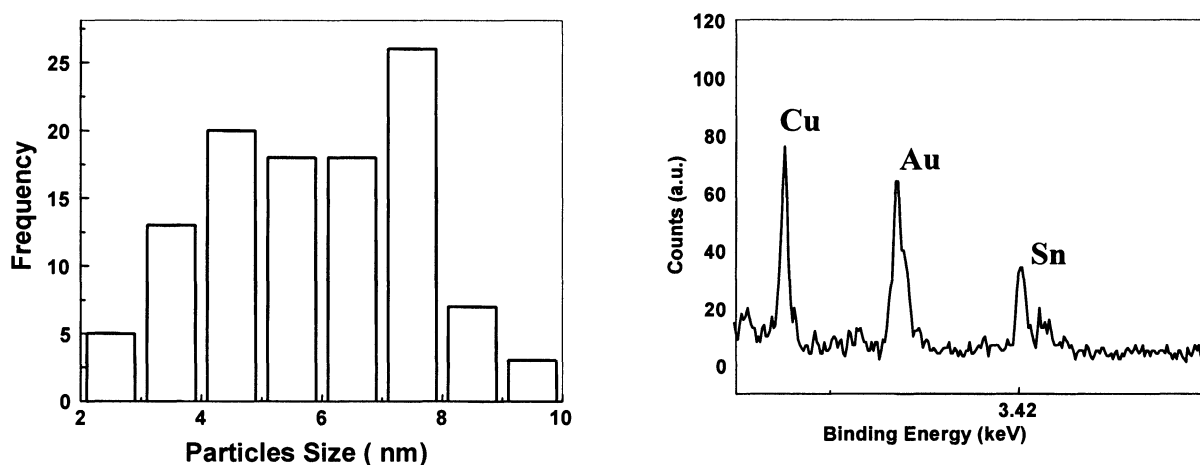 25
20
15
10
5
0
Frequency
2
4
6
8
10
Particles Size ( nm)
120
100
80
60
40
20
0
Counts (a.u.)
Cu
Au
Sn
3.42
Binding Energy (keV)